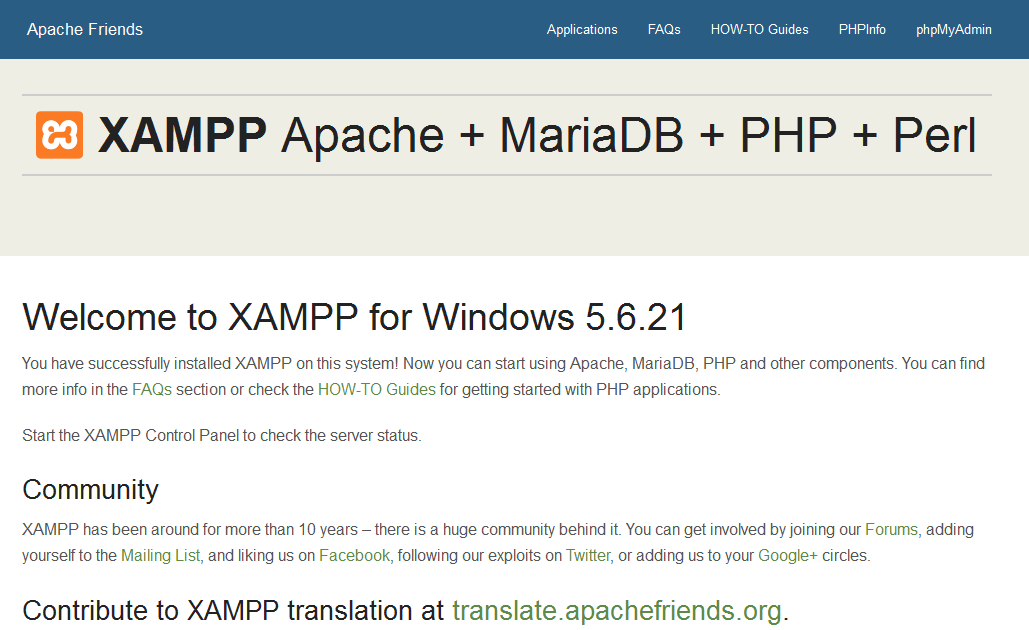 Apache Friends Applications FAQs HOW-TO Guides PHPInfo phpMyAdmin
XAMPP Apache + MariaDB + PHP + Perl
Welcome to XAMPP for Windows 5.6.21
You have successfully installed XAMPP on this system! Now you can start using Apache, MariaDB, PHP and other components. You can find
more info in the FAQs section or check the HOW-TO Guides for getting started with PHP applications.
Start the XAMPP Control Panel to check the server status.
Community
XAMPP has been around for more than 10 years – there is a huge community behind it. You can get involved by joining our Forums, adding
yourself to the Mailing List, and liking us on Facebook, following our exploits on Twitter, or adding us to your Google+ circles.
Contribute to XAMPP translation at translate.apachefriends.org.